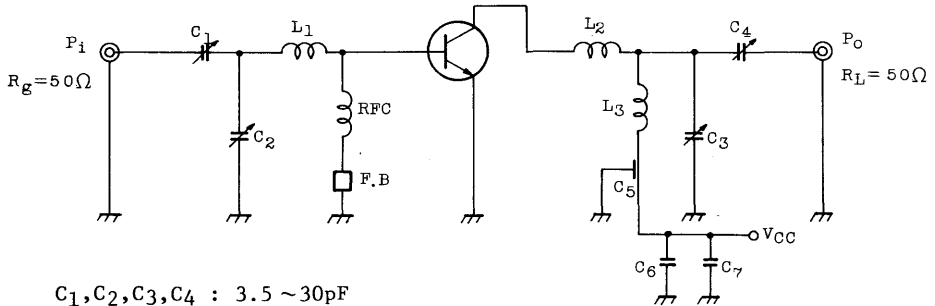 L1
L2
C1
C4
Pi
Po
Rg=50Ω
RL=50Ω
RFC
L3
C2
C3
F.B
C5
VCC
C6
C7
C1,C2,C3,C4 : 3.5 ~ 30pF